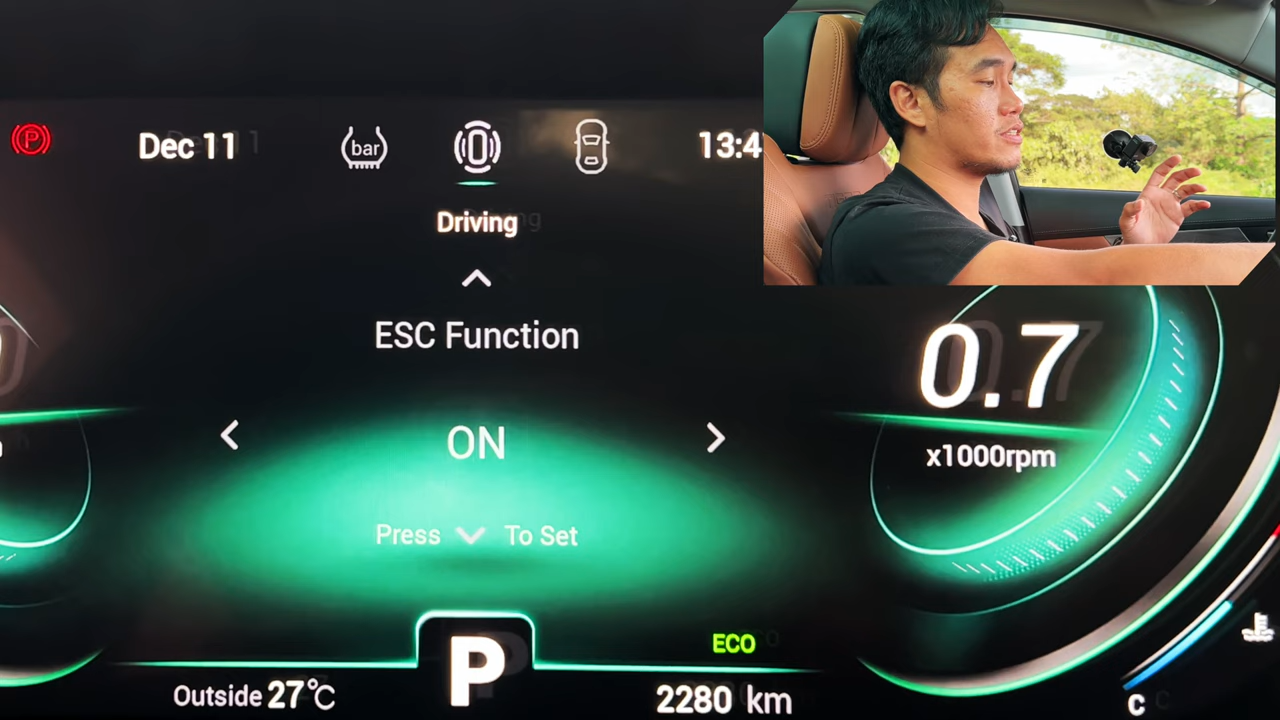 Dec 11
bar
13:4
Driving
ESC Function
ON
Press To Set
0.7
x1000rpm
P
ECO
Outside 27°C
2280 km
C